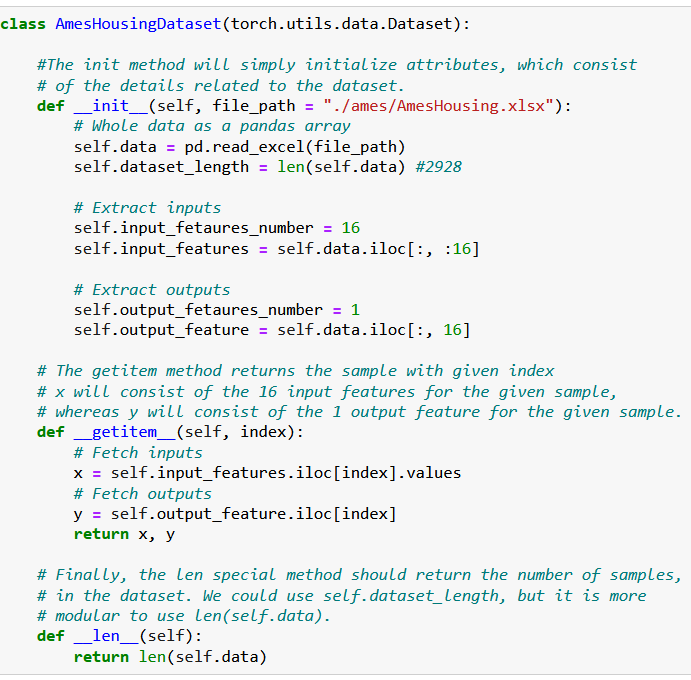 class AmesHousingDataset(torch.utils.data.Dataset):
#The init method will simply initialize attributes, which consist
# of the details related to the dataset.
def __init__(self, file_path = "./ames/AmesHousing.xlsx"):
# Whole data as a pandas array
self.data = pd.read_excel(file_path)
self.dataset_length = len(self.data) #2928
# Extract inputs
self.input_fetaures_number = 16
self.input_features = self.data.iloc[:, :16]
# Extract outputs
self.output_fetaures_number = 1
self.output_feature = self.data.iloc[:, 16]
# The getitem method returns the sample with given index
# x will consist of the 16 input features for the given sample,
# whereas y will consist of the 1 output feature for the given sample.
def __getitem__(self, index):
# Fetch inputs
x = self.input_features.iloc[index].values
# Fetch outputs
y = self.output_feature.iloc[index]
return x, y
# Finally, the len special method should return the number of samples,
# in the dataset. We could use self.dataset_length, but it is more
# modular to use len(self.data).
def __len__(self):
return len(self.data)